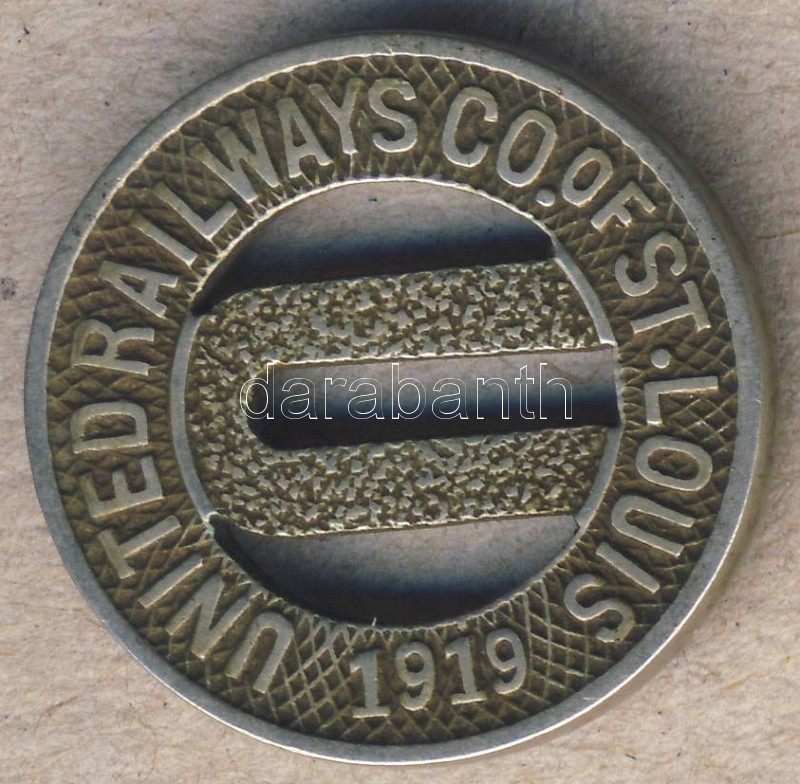 UNITED RAILWAYS CO. OF ST. LOUIS
1919
darabanth